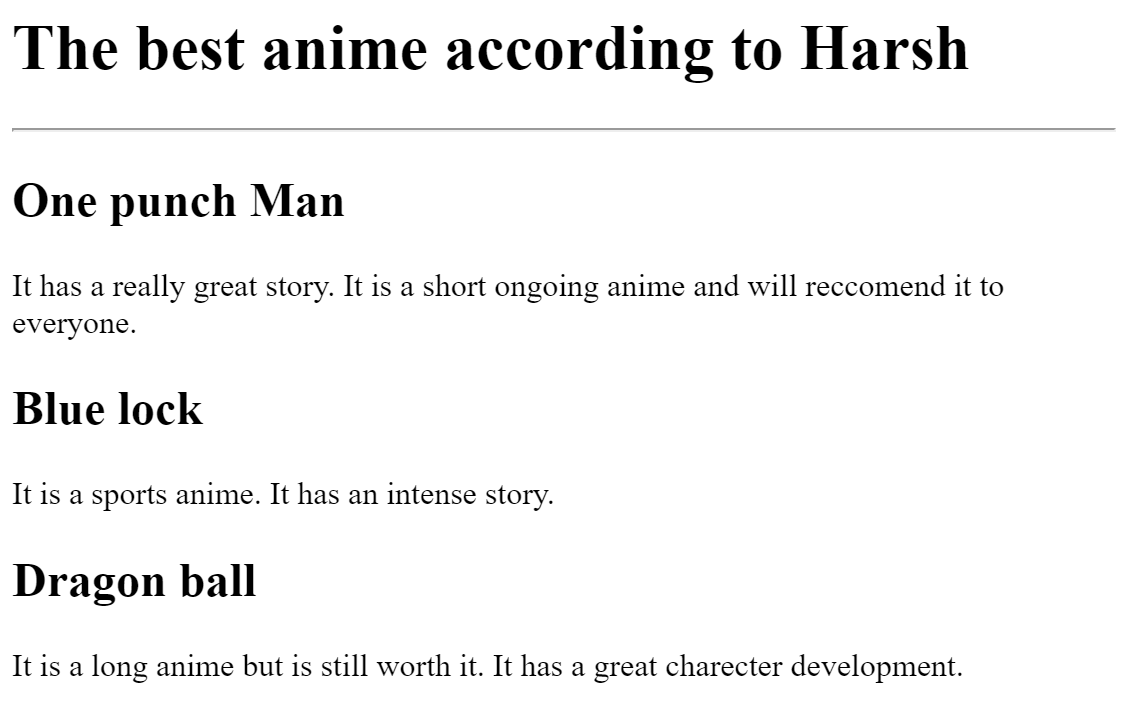 The best anime according to Harsh
One punch Man
It has a really great story. It is a short ongoing anime and will reccomend it to
everyone.
Blue lock
It is a sports anime. It has an intense story.
Dragon ball
It is a long anime but is still worth it. It has a great charecter development.